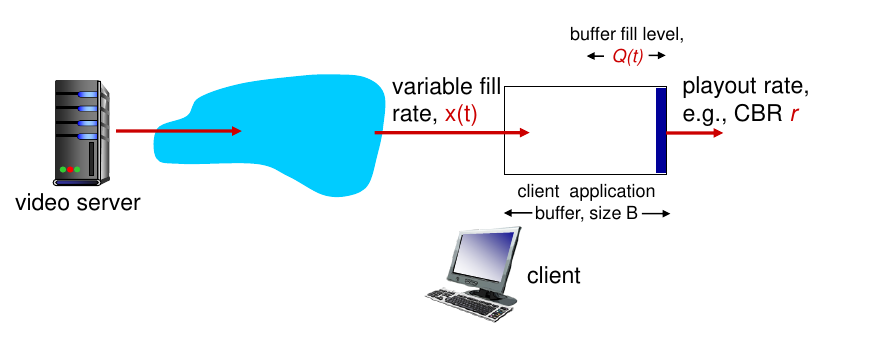 buffer fill level,
Q(t)
variable fill
rate, x(t)
playout rate,
e.g., CBR r
video server
client application
buffer, size B
client